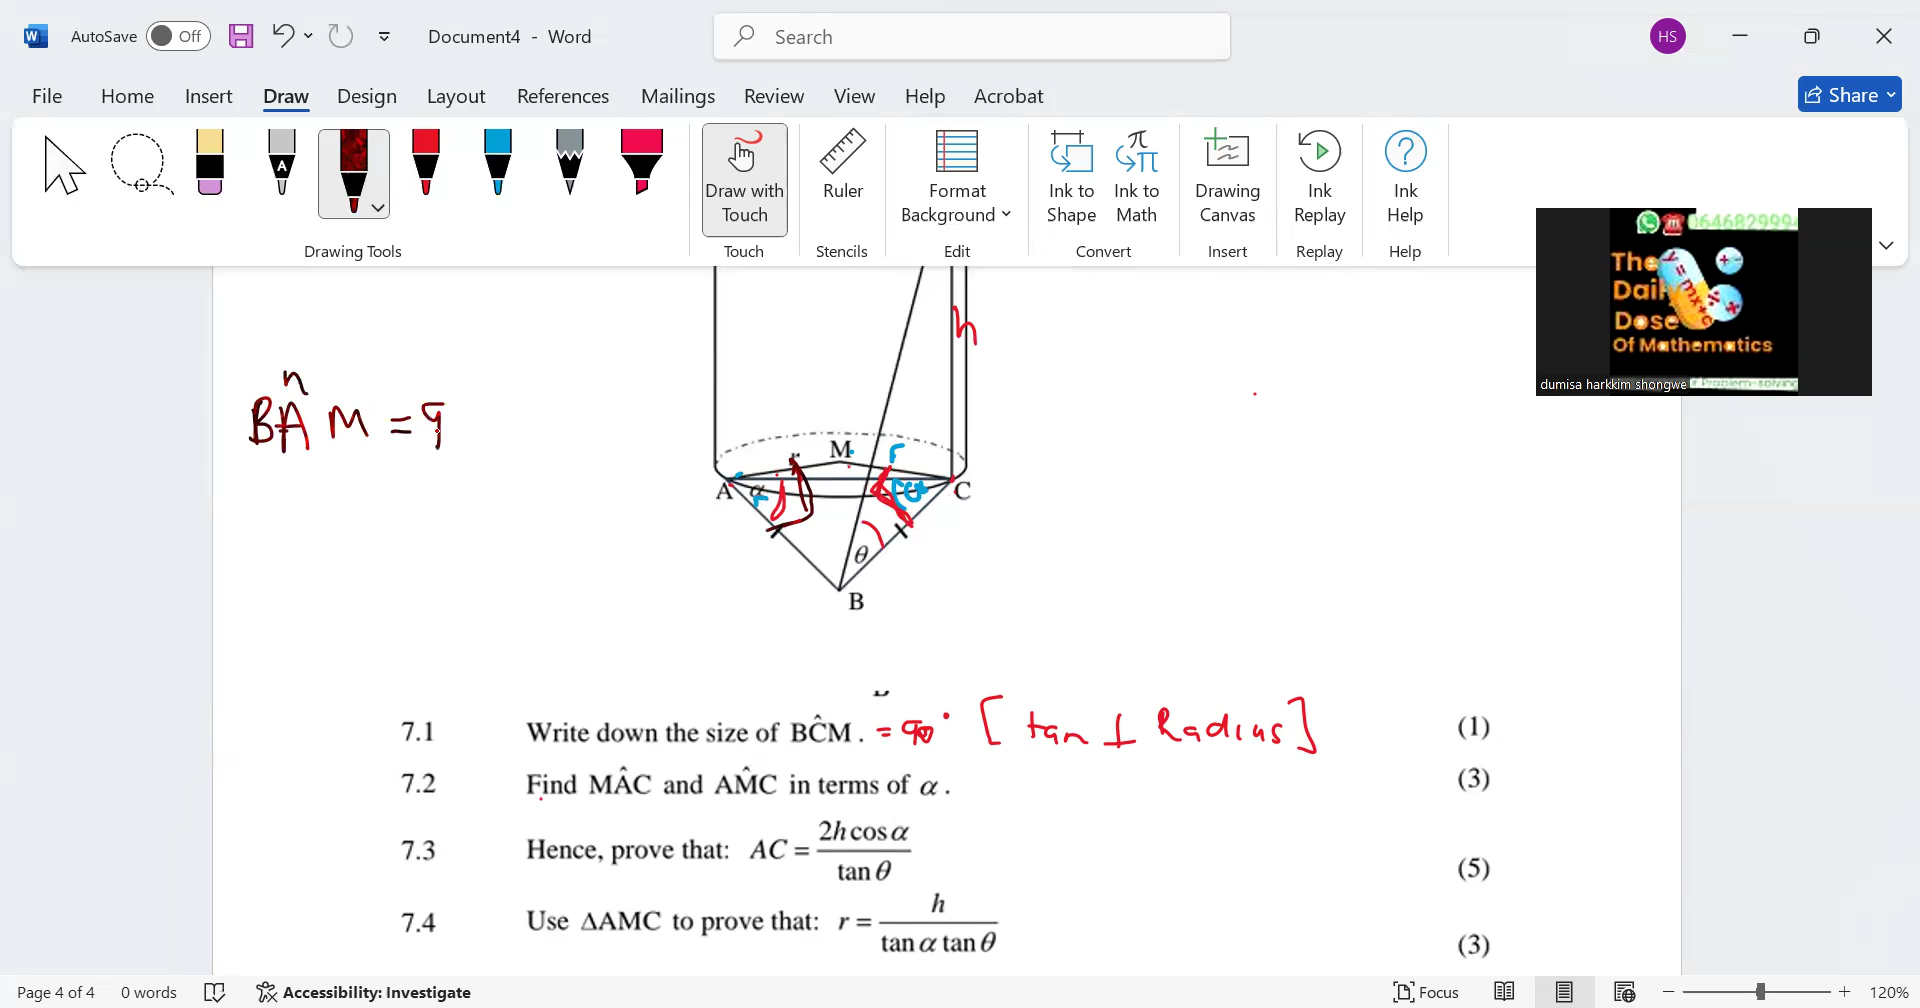 AutoSave Off Document4 - Word Search HS
File Home Insert Draw Design Layout References Mailings Review View Help Acrobat Share
A
Draw with Touch Ruler Format Background Ink to Shape Ink to Math Drawing Canvas Ink Replay Ink Help
Drawing Tools Touch Stencils Edit Convert Insert Replay Help
064682999
The
Daily
Dose
Of Mathematics
y = mx + c
dumisa harkkim shongwe
h
BÂM = 9
M
r
r
A
α
C
θ
B
7.1 Write down the size of BĈM . = 90° [tan ⊥ Radius] (1)
7.2 Find MÂC and AM̂C in terms of α . (3)
7.3 Hence, prove that: AC = 2h cos α / tan θ (5)
7.4 Use ΔAMC to prove that: r = h / tan α tan θ (3)
Page 4 of 4 0 words Accessibility: Investigate Focus 120%